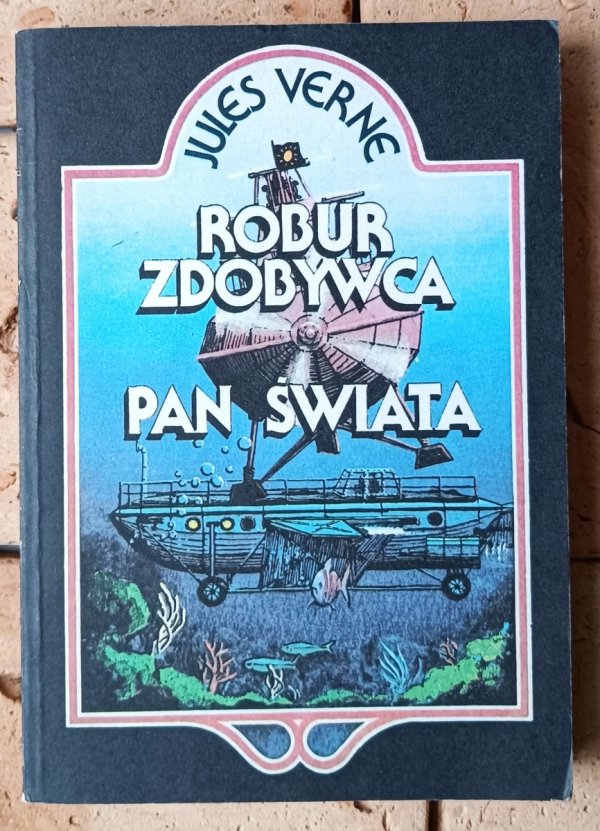 JULES VERNE
ROBUR
ZDOBYWCA
PAN ŚWIATA